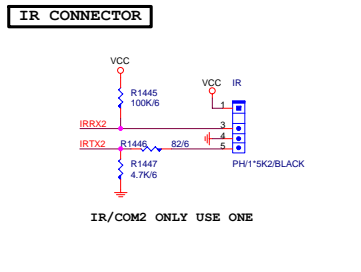 IR CONNECTOR
VCC
VCC IR
R1445
100K/6
1
IRRX2
3
4
IRTX2 R1446 82/6 5
R1447
4.7K/6
PH/1*5K2/BLACK
IR/COM2 ONLY USE ONE